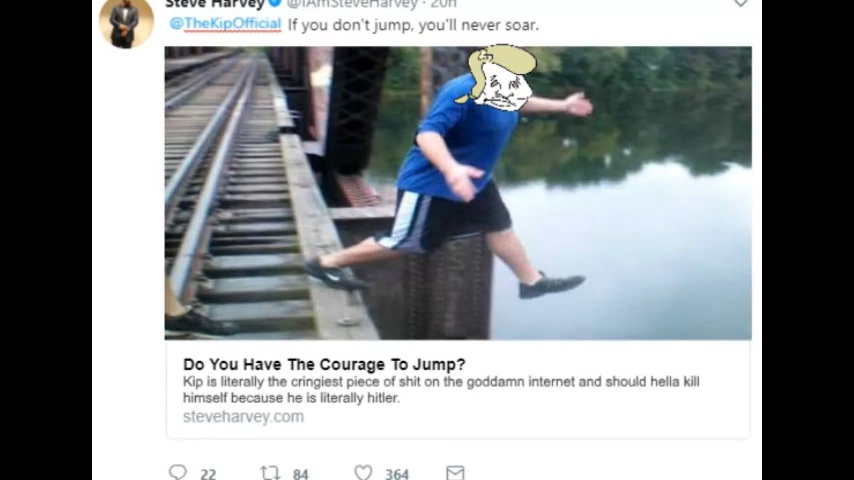 Steve Harvey @IAmSteveHarvey · 20h
@TheKipOfficial If you don't jump, you'll never soar.
Do You Have The Courage To Jump?
Kip is literally the cringiest piece of shit on the goddamn internet and should hella kill
himself because he is literally hitler.
steveharvey.com
22 84 364